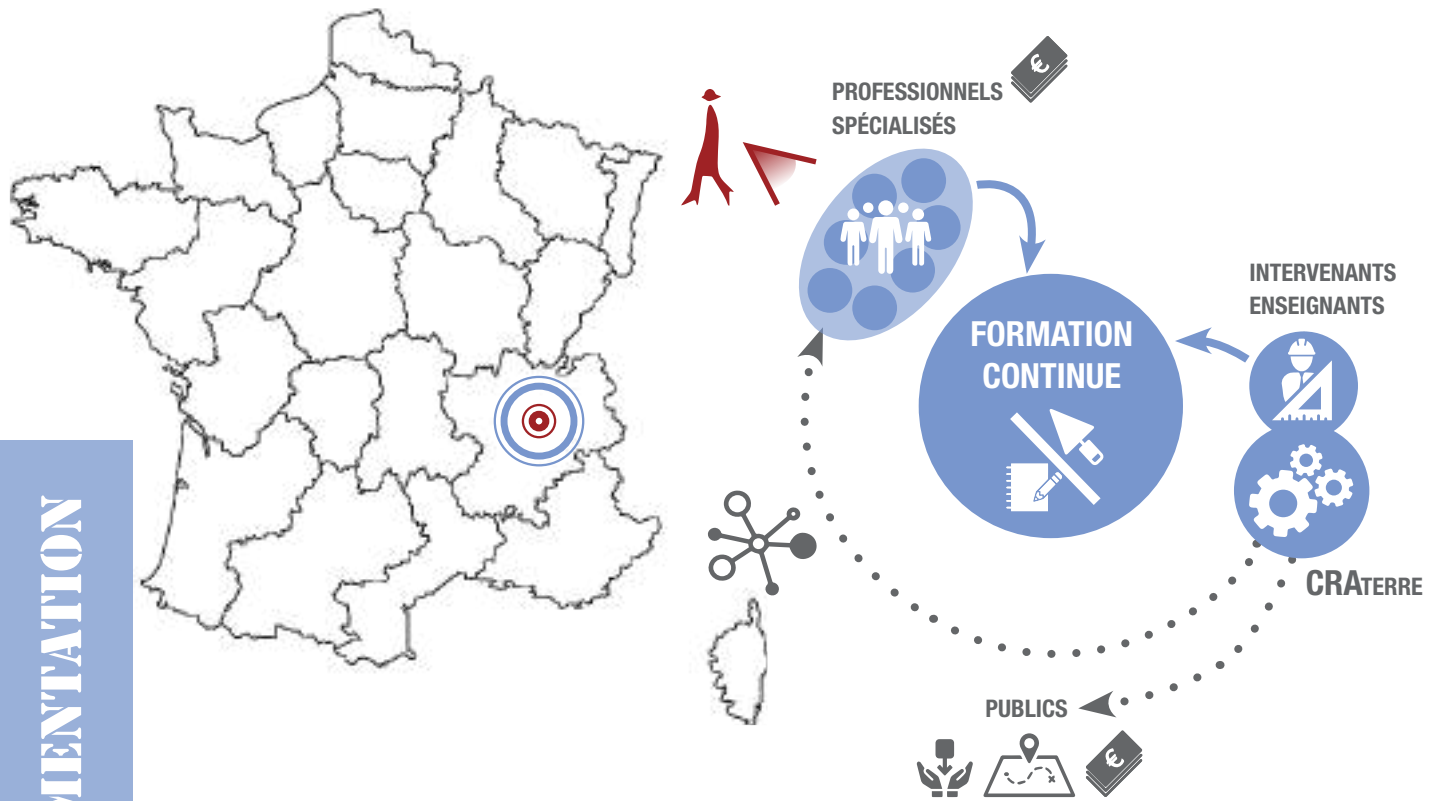 PROFESSIONNELS
SPÉCIALISÉS
€
INTERVENANTS
ENSEIGNANTS
FORMATION
CONTINUE
CRATERRE
PUBLICS
€
MENTATION